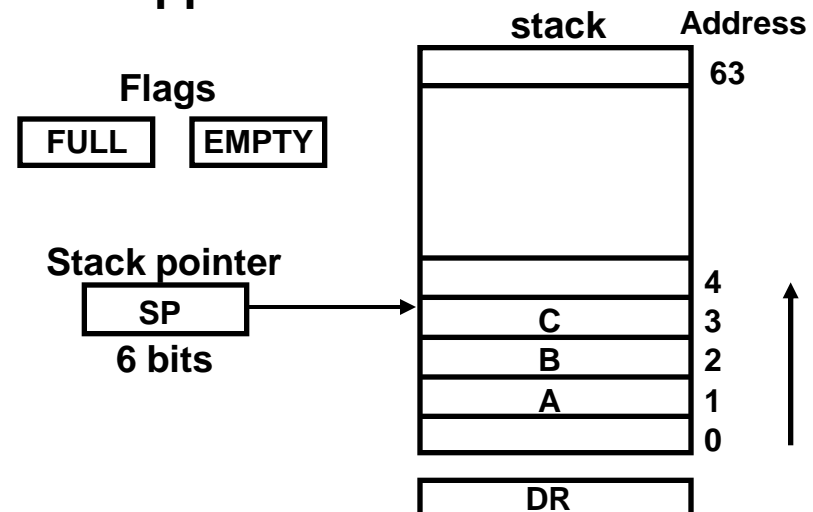 stack Address
63
Flags
FULL EMPTY
Stack pointer
SP
6 bits
4
C 3
B 2
A 1
0
DR